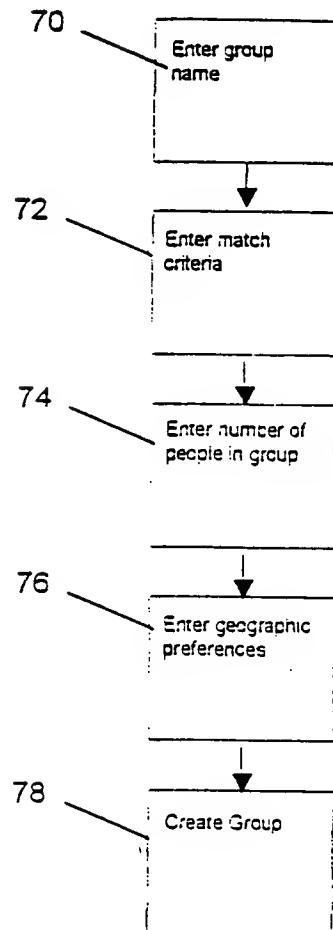 70
Enter group
name
72
Enter match
criteria
74
Enter number of
people in group
76
Enter geographic
preferences
78
Create Group